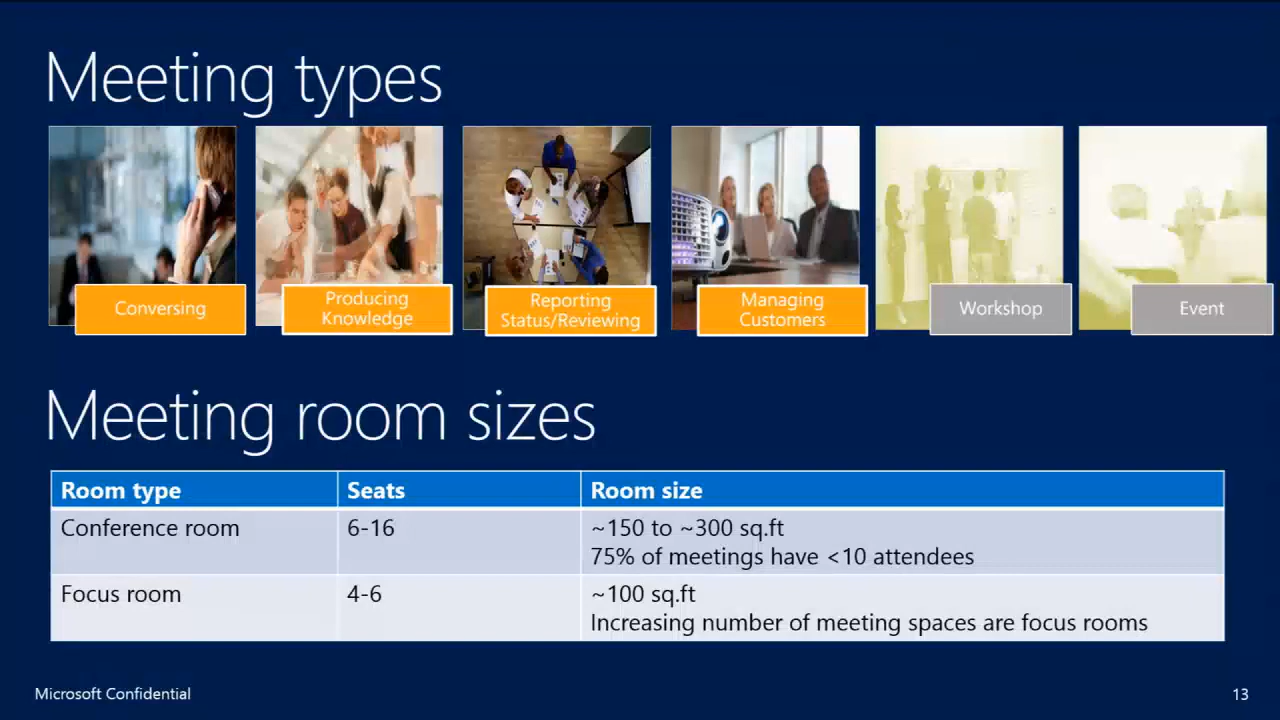 Meeting types
Conversing
Producing
Knowledge
Reporting
Status/Reviewing
Managing
Customers
Workshop
Event
Meeting room sizes
Room type Seats Room size
Conference room 6-16 ~150 to ~300 sq.ft
75% of meetings have <10 attendees
Focus room 4-6 ~100 sq.ft
Increasing number of meeting spaces are focus rooms
Microsoft Confidential 13